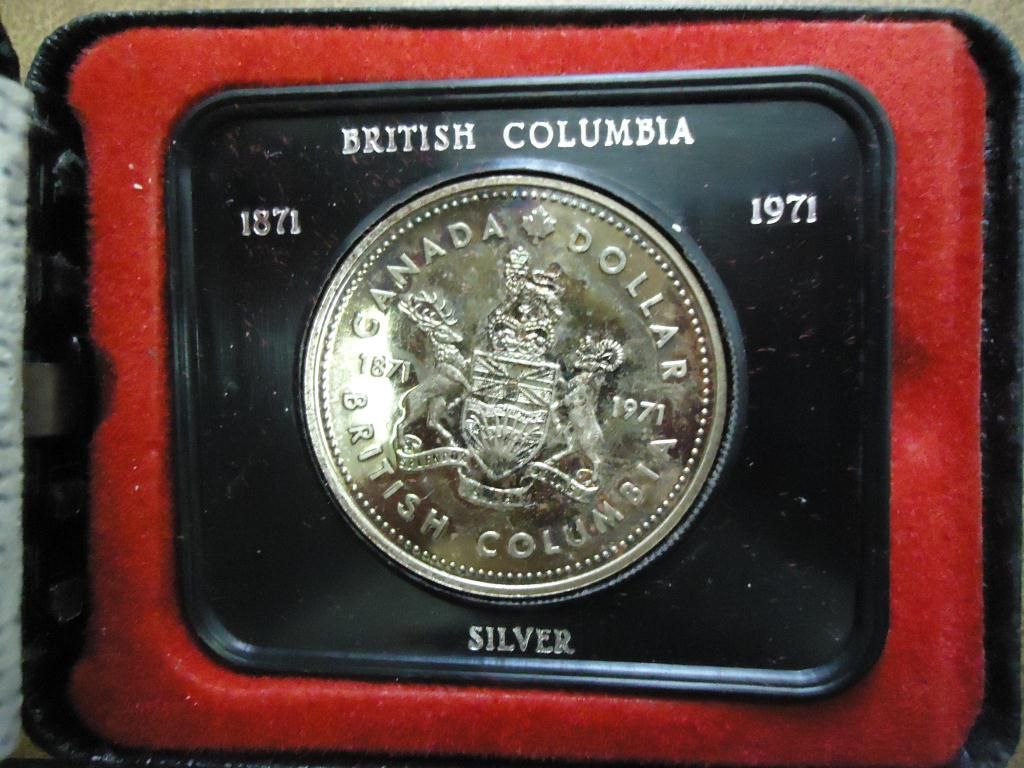 BRITISH COLUMBIA
1871
1971
CANADA DOLLAR
1871
1971
BRITISH COLUMBIA
SILVER